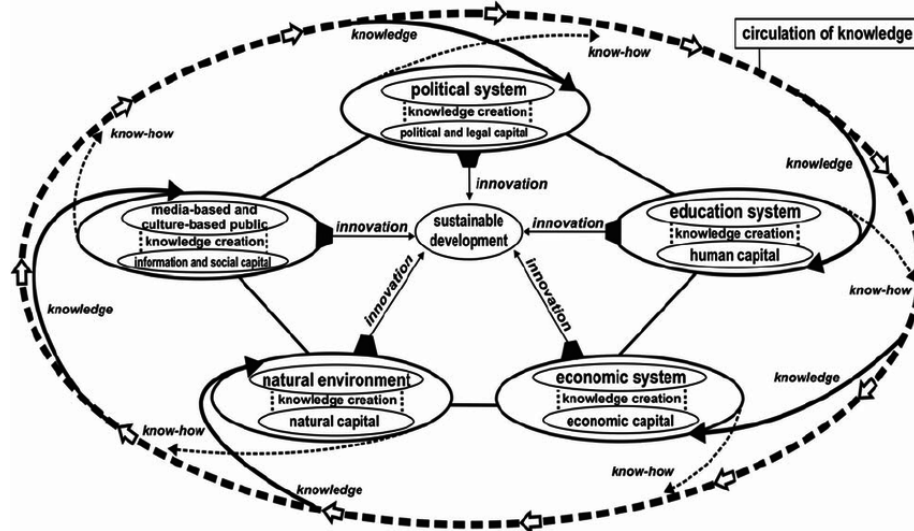 knowledge
know-how
circulation of knowledge
political system
knowledge creation
political and legal capital
know-how
knowledge
innovation
media-based and
culture-based public
knowledge creation
information and social capital
innovation
sustainable
development
innovation
education system
knowledge creation
human capital
know-how
knowledge
innovation
innovation
knowledge
natural environment
knowledge creation
natural capital
economic system
knowledge creation
economic capital
know-how
know-how
knowledge